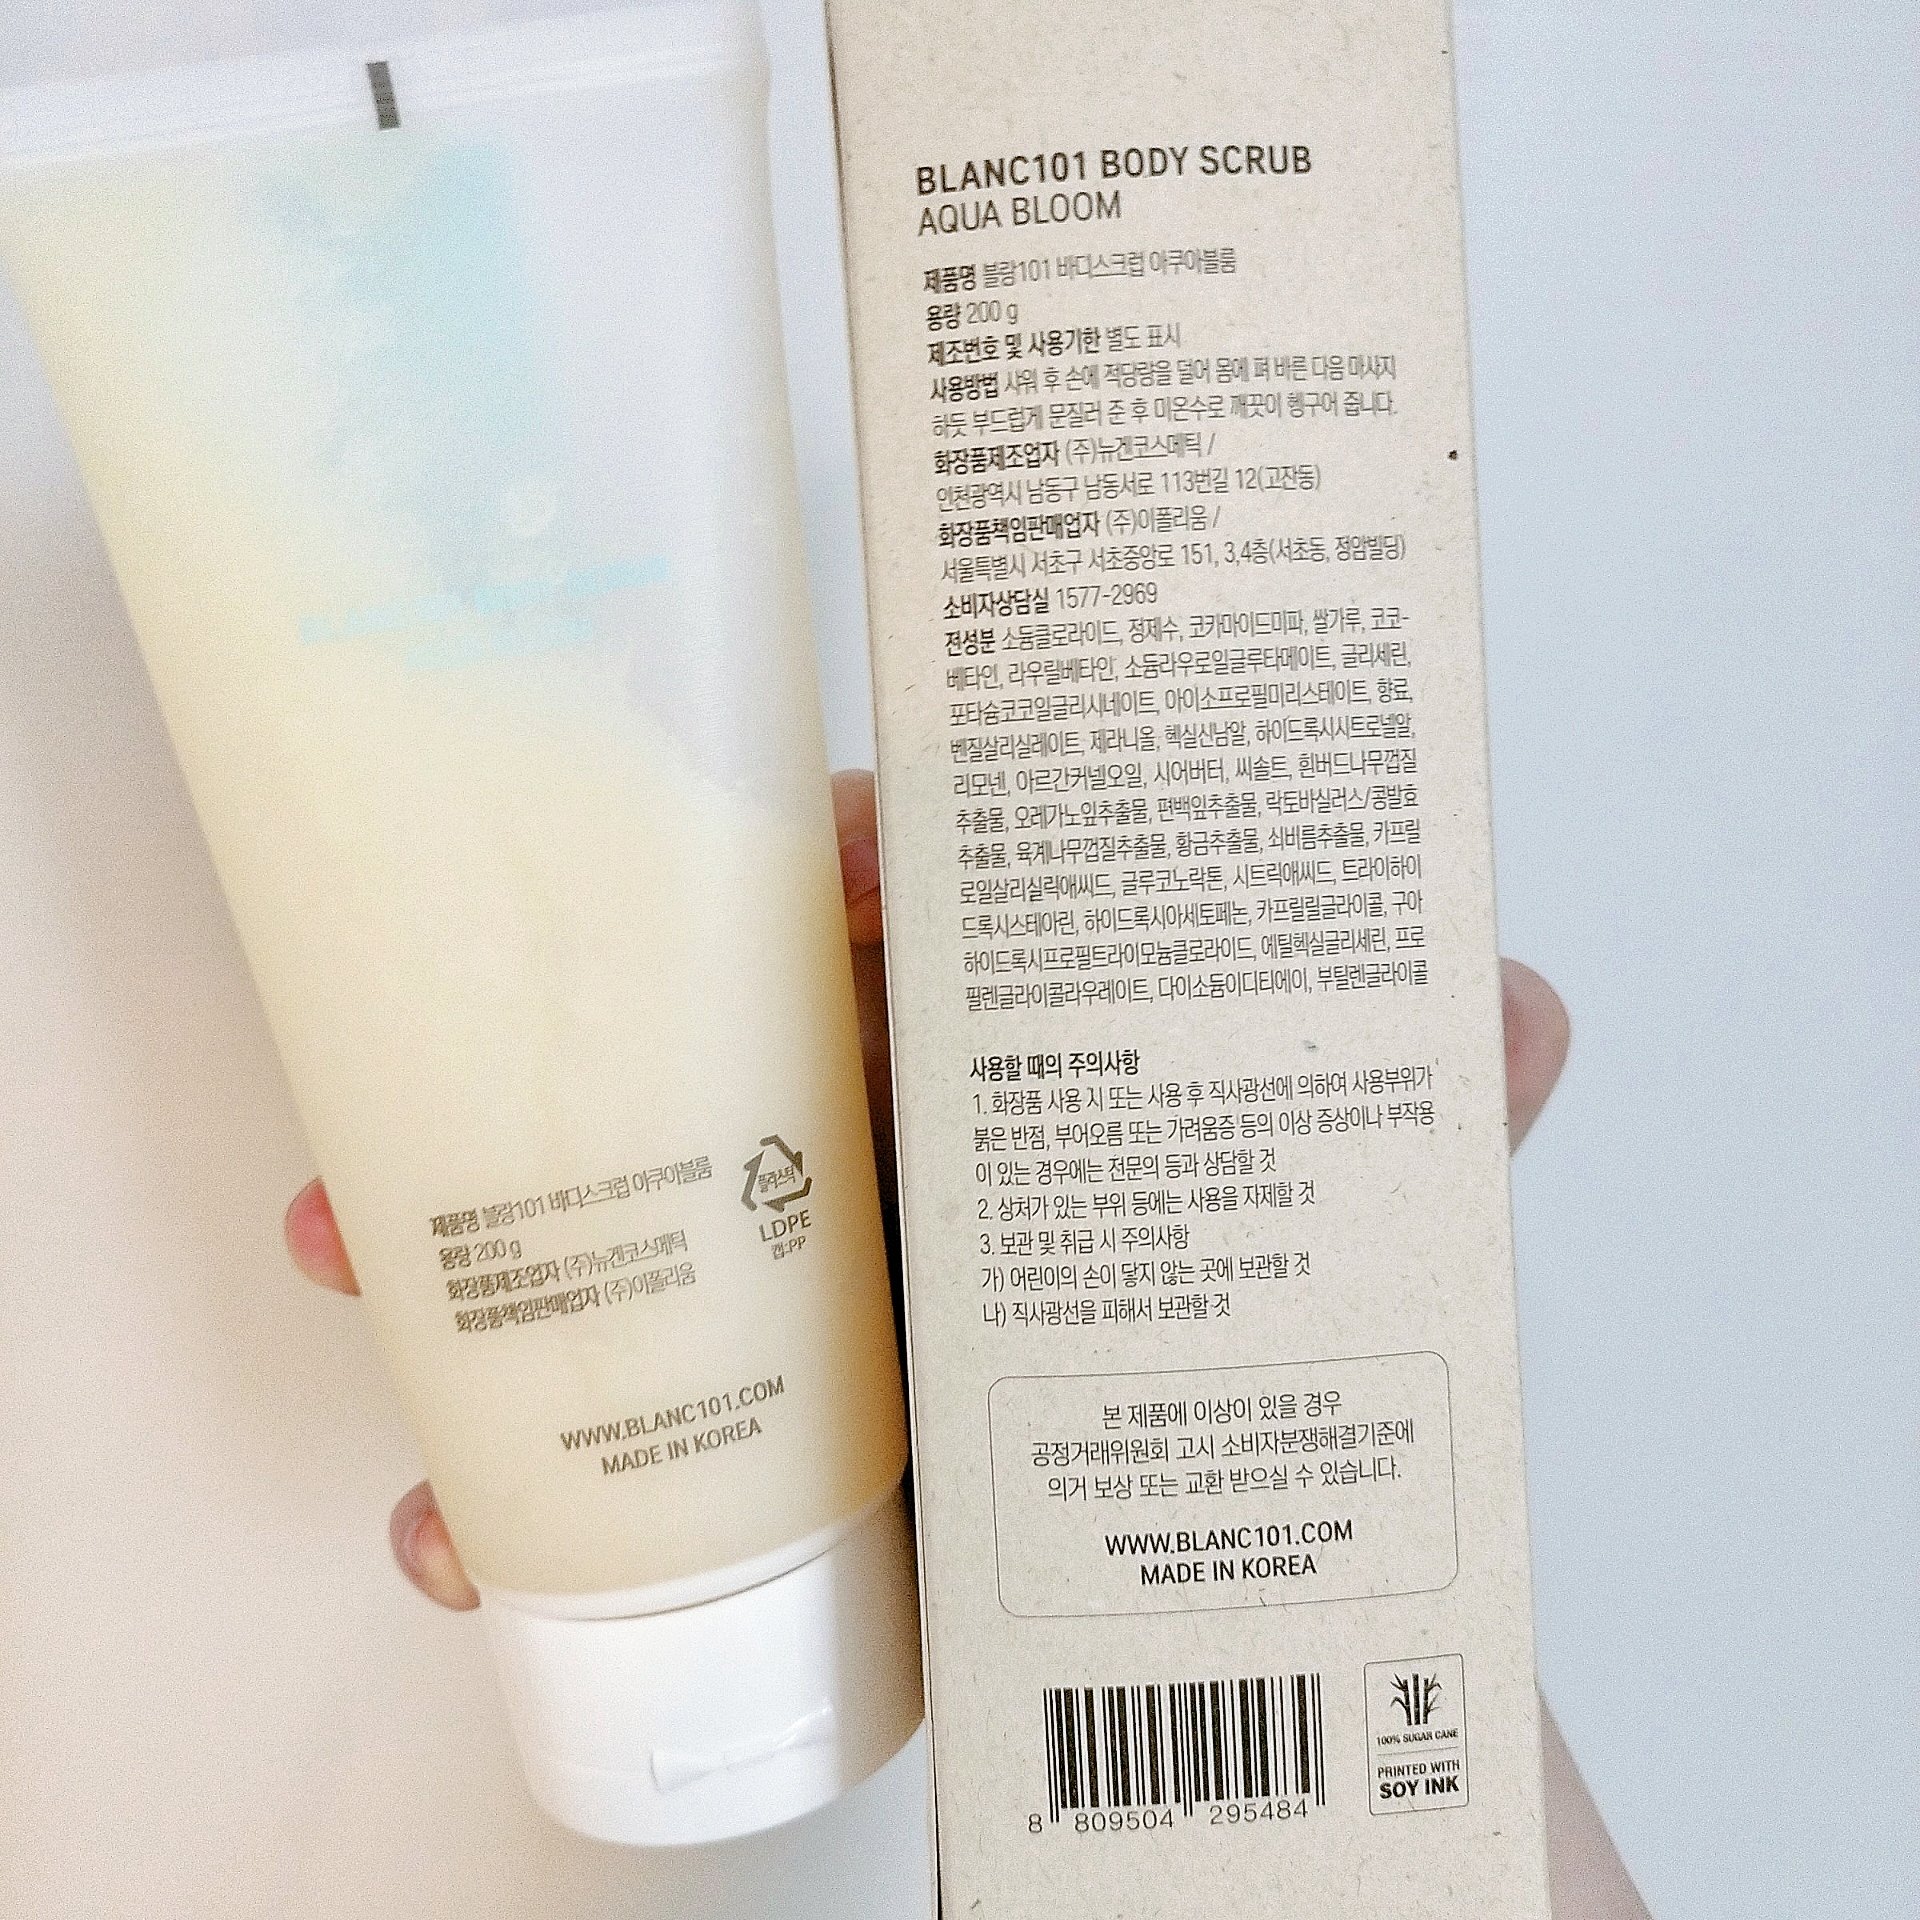 BLANC101 BODY SCRUB
AQUA BLOOM
제품명 블랑101 바디스크럽 아쿠아블룸
용량 200 g
제조번호 및 사용기한 별도 표시
사용방법 샤워 후 손에 적당량을 덜어 몸에 펴 바른 다음 마사지
하듯 부드럽게 문질러 준 후 미온수로 깨끗이 헹구어 줍니다.
화장품제조업자 (주)뉴겐코스메틱 /
인천광역시 남동구 남동서로 113번길 12(고잔동)
화장품책임판매업자 (주)이폴리움 /
서울특별시 서초구 서초중앙로 151, 3,4층(서초동, 정암빌딩)
소비자상담실 1577-2969
전성분 소듐클로라이드, 정제수, 코카마이드미파, 쌀가루, 코코-
베타인, 라우릴베타인, 소듐라우로일글루타메이트, 글리세린,
포타슘코코일글리시네이트, 아이소프로필미리스테이트, 향료,
벤질살리실레이트, 제라니올, 헥실신남알, 하이드록시시트로넬알,
리모넨, 아르간커넬오일, 시어버터, 씨솔트, 흰버드나무껍질
추출물, 오레가노잎추출물, 편백잎추출물, 락토바실러스/콩발효
추출물, 육계나무껍질추출물, 황금추출물, 쇠비름추출물, 카프릴
로일살리실릭애씨드, 글루코노락톤, 시트릭애씨드, 트라이하이
드록시스테아린, 하이드록시아세토페논, 카프릴릴글라이콜, 구아
하이드록시프로필트라이모늄클로라이드, 에틸헥실글리세린, 프로
필렌글라이콜라우레이트, 다이소듐이디티에이, 부틸렌글라이콜
사용할 때의 주의사항
1. 화장품 사용 시 또는 사용 후 직사광선에 의하여 사용부위가
붉은 반점, 부어오름 또는 가려움증 등의 이상 증상이나 부작용
이 있는 경우에는 전문의 등과 상담할 것
2. 상처가 있는 부위 등에는 사용을 자제할 것
3. 보관 및 취급 시 주의사항
가) 어린이의 손이 닿지 않는 곳에 보관할 것
나) 직사광선을 피해서 보관할 것
본 제품에 이상이 있을 경우
공정거래위원회 고시 소비자분쟁해결기준에
의거 보상 또는 교환 받으실 수 있습니다.
WWW.BLANC101.COM
MADE IN KOREA
8 809504 295484
100% SUGAR CANE
PRINTED WITH
SOY INK
제품명 블랑101 바디스크럽 아쿠아블룸
용량 200 g
화장품제조업자 (주)뉴겐코스메틱
화장품책임판매업자 (주)이폴리움
플라스틱
LDPE
캡:PP
WWW.BLANC101.COM
MADE IN KOREA